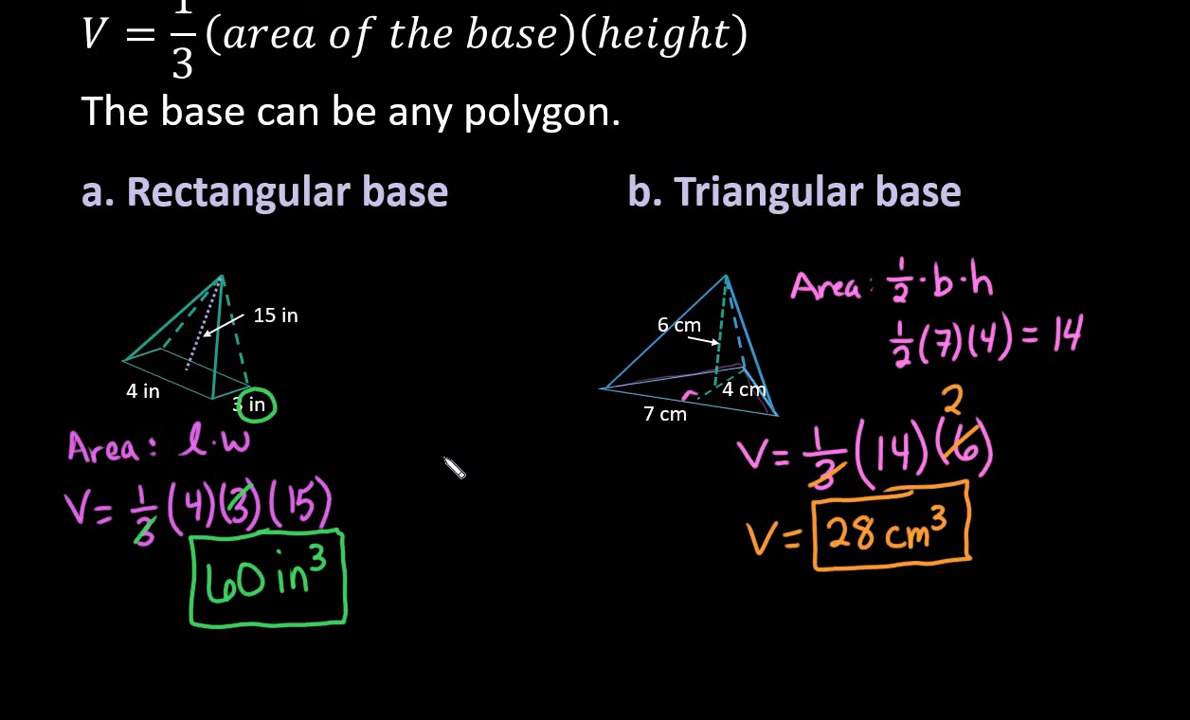 V = 1/3 (area of the base)(height)
The base can be any polygon.
a. Rectangular base
15 in
4 in
3 in
Area: l·w
V= 1/3 (4)(3)(15)
60 in³
b. Triangular base
Area: 1/2 · b · h
1/2 (7)(4) = 14
6 cm
4 cm
7 cm
2
V= 1/3 (14)(6)
V= 28 cm³